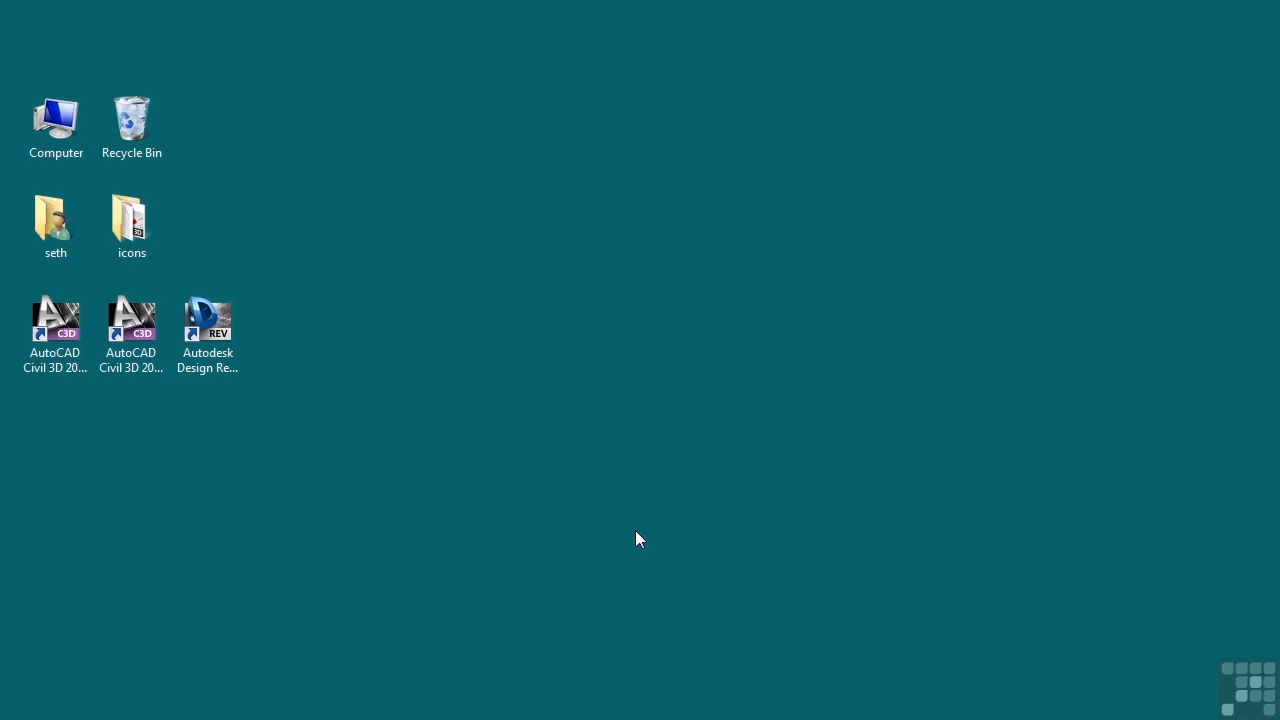 Computer
Recycle Bin
seth
icons
3D
C3D
C3D
REV
AutoCAD
Civil 3D 20...
AutoCAD
Civil 3D 20...
Autodesk
Design Re...